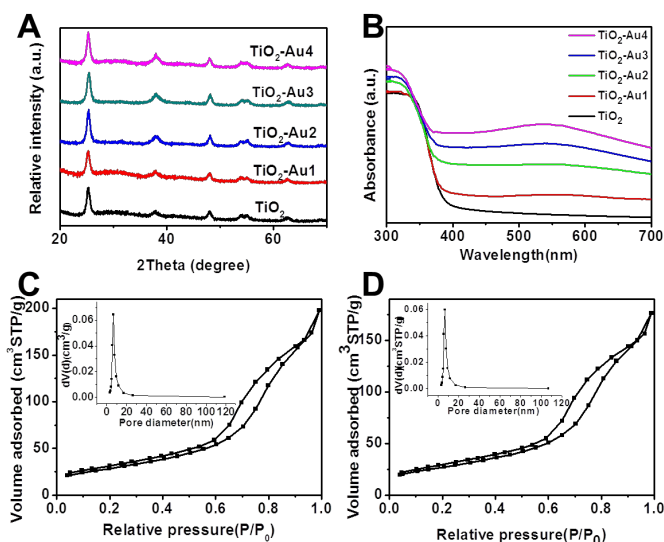 A
Relative intensity (a.u.)
TiO2-Au4
TiO2-Au3
TiO2-Au2
TiO2-Au1
TiO2
20 40 60
2Theta (degree)
B
Absorbance (a.u.)
TiO2-Au4
TiO2-Au3
TiO2-Au2
TiO2-Au1
TiO2
300 400 500 600 700
Wavelength(nm)
C
Volume adsorbed (cm3STP/g)
200
150
100
50
0
0.0 0.2 0.4 0.6 0.8 1.0
Relative pressure(P/P0)
dV(d)(cm3/g)
0.06
0.04
0.02
0.00
0 20 40 60 80 100 120
Pore diameter(nm)
D
Volume adsorbed (cm3STP/g)
150
100
50
0
0.0 0.2 0.4 0.6 0.8 1.0
Relative pressure(P/P0)
dV(d)(cm3STP/g)
0.06
0.04
0.02
0.00
0 20 40 60 80 100 120
Pore diameter(nm)